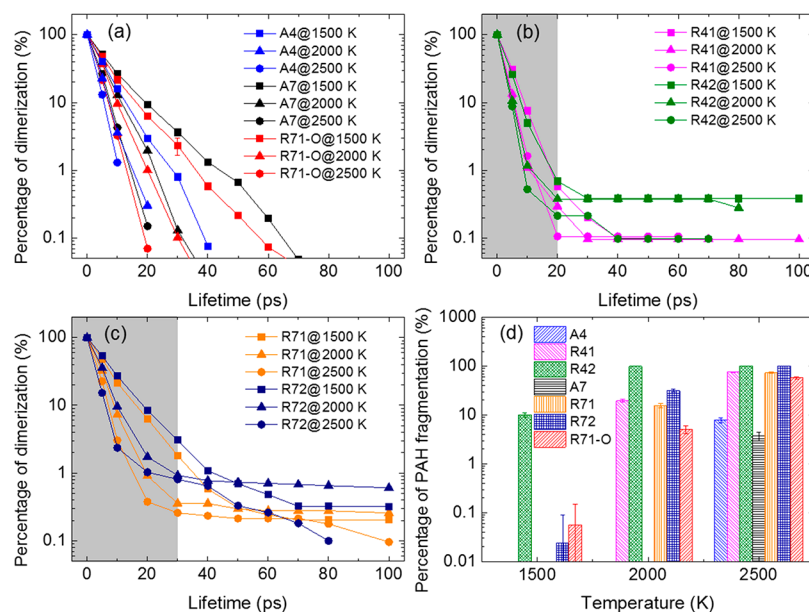 (a)
Percentage of dimerization (%)
100
10
1
0.1
A4@1500 K
A4@2000 K
A4@2500 K
A7@1500 K
A7@2000 K
A7@2500 K
R71-O@1500 K
R71-O@2000 K
R71-O@2500 K
0 20 40 60 80 100
Lifetime (ps)
(b)
Percentage of dimerization (%)
100
10
1
0.1
R41@1500 K
R41@2000 K
R41@2500 K
R42@1500 K
R42@2000 K
R42@2500 K
0 20 40 60 80 100
Lifetime (ps)
(c)
Percentage of dimerization (%)
100
10
1
0.1
R71@1500 K
R71@2000 K
R71@2500 K
R72@1500 K
R72@2000 K
R72@2500 K
0 20 40 60 80 100
Lifetime (ps)
(d)
Percentage of PAH fragmentation (%)
1000
100
10
1
0.1
0.01
A4
R41
R42
A7
R71
R72
R71-O
1500 2000 2500
Temperature (K)